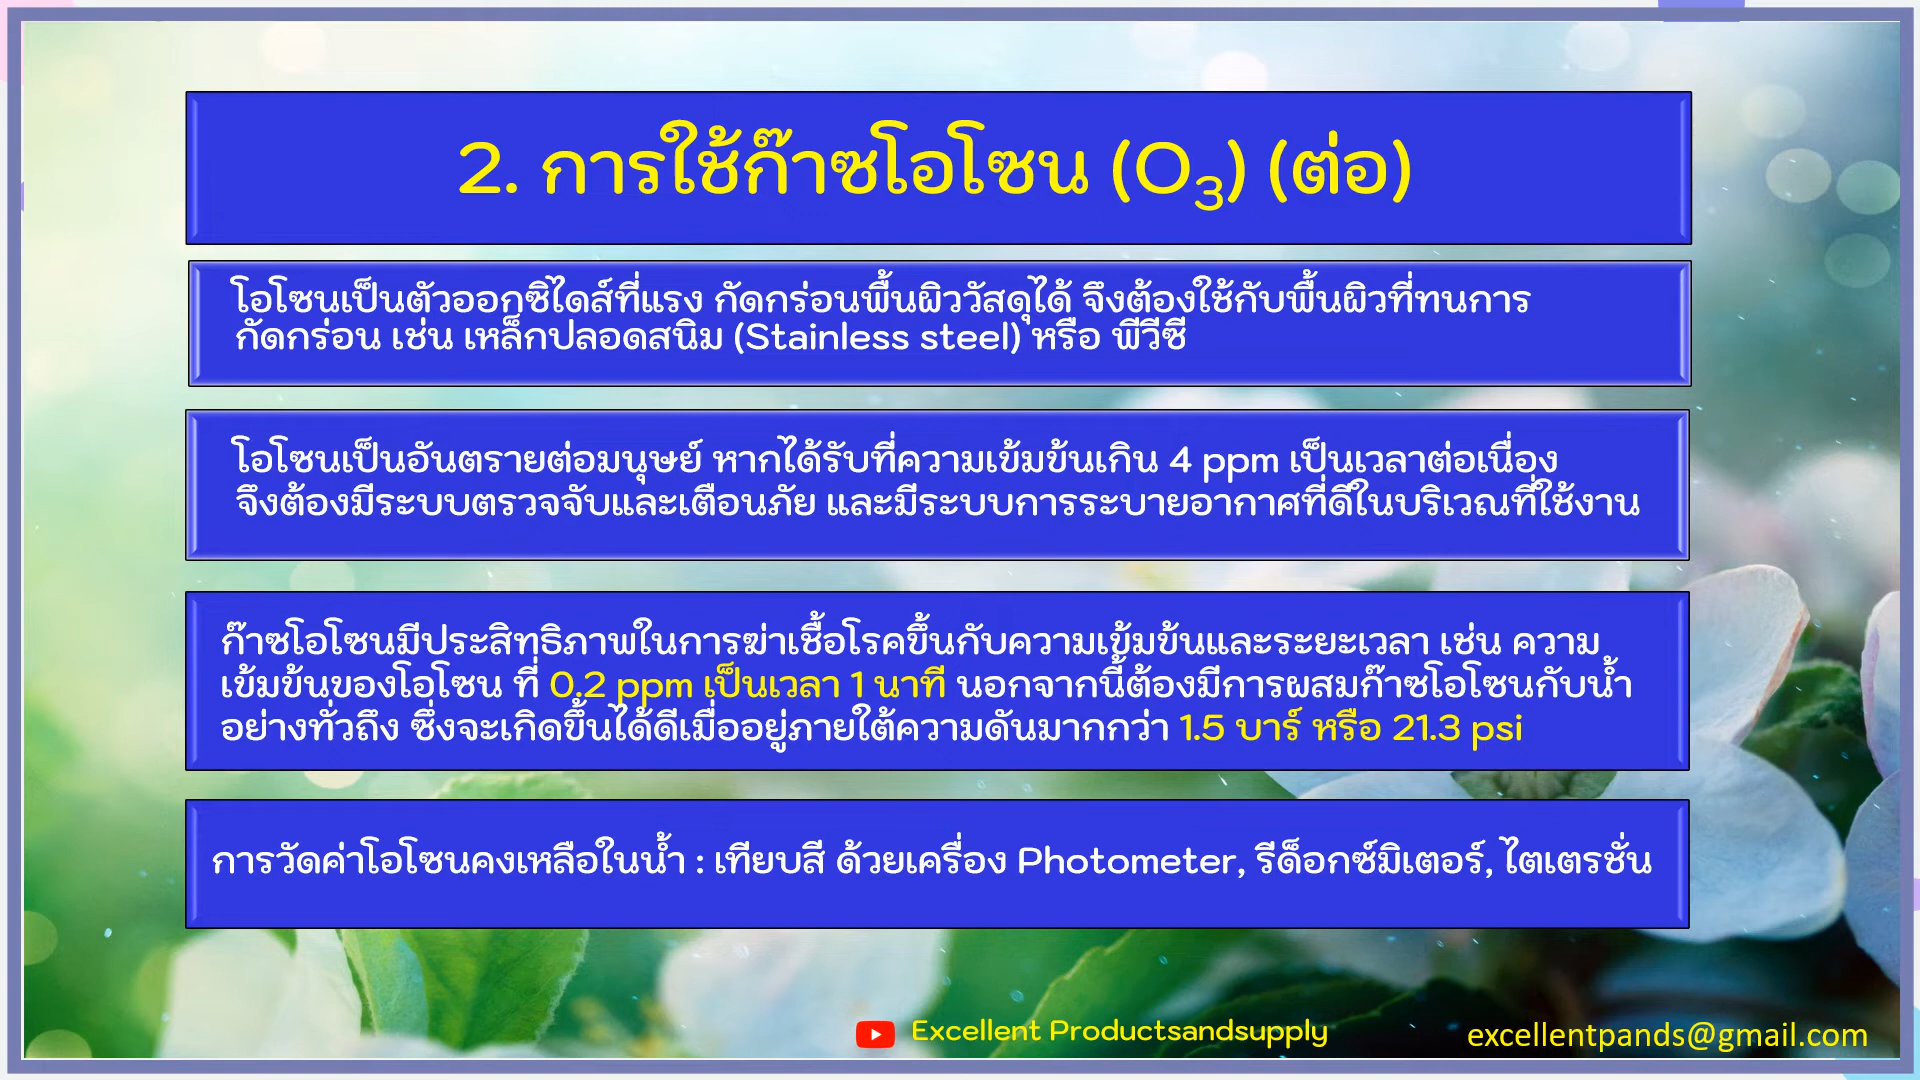 2. การใช้ก๊าซโอโซน (O₃) (ต่อ)
โอโซนเป็นตัวออกซิไดส์ที่แรง กัดกร่อนพื้นผิววัสดุได้ จึงต้องใช้กับพื้นผิวที่ทนการ
กัดกร่อน เช่น เหล็กปลอดสนิม (Stainless steel) หรือ พีวีซี
โอโซนเป็นอันตรายต่อมนุษย์ หากได้รับที่ความเข้มข้นเกิน 4 ppm เป็นเวลาต่อเนื่อง
จึงต้องมีระบบตรวจจับและเตือนภัย และมีระบบการระบายอากาศที่ดีในบริเวณที่ใช้งาน
ก๊าซโอโซนมีประสิทธิภาพในการฆ่าเชื้อโรคขึ้นกับความเข้มข้นและระยะเวลา เช่น ความ
เข้มข้นของโอโซน ที่ 0.2 ppm เป็นเวลา 1 นาที นอกจากนี้ต้องมีการผสมก๊าซโอโซนกับน้ำ
อย่างทั่วถึง ซึ่งจะเกิดขึ้นได้ดีเมื่ออยู่ภายใต้ความดันมากกว่า 1.5 บาร์ หรือ 21.3 psi
การวัดค่าโอโซนคงเหลือในน้ำ : เทียบสี ด้วยเครื่อง Photometer, รีด็อกซ์มิเตอร์, ไตเตรชั่น
Excellent Productsandsupply
excellentpands@gmail.com